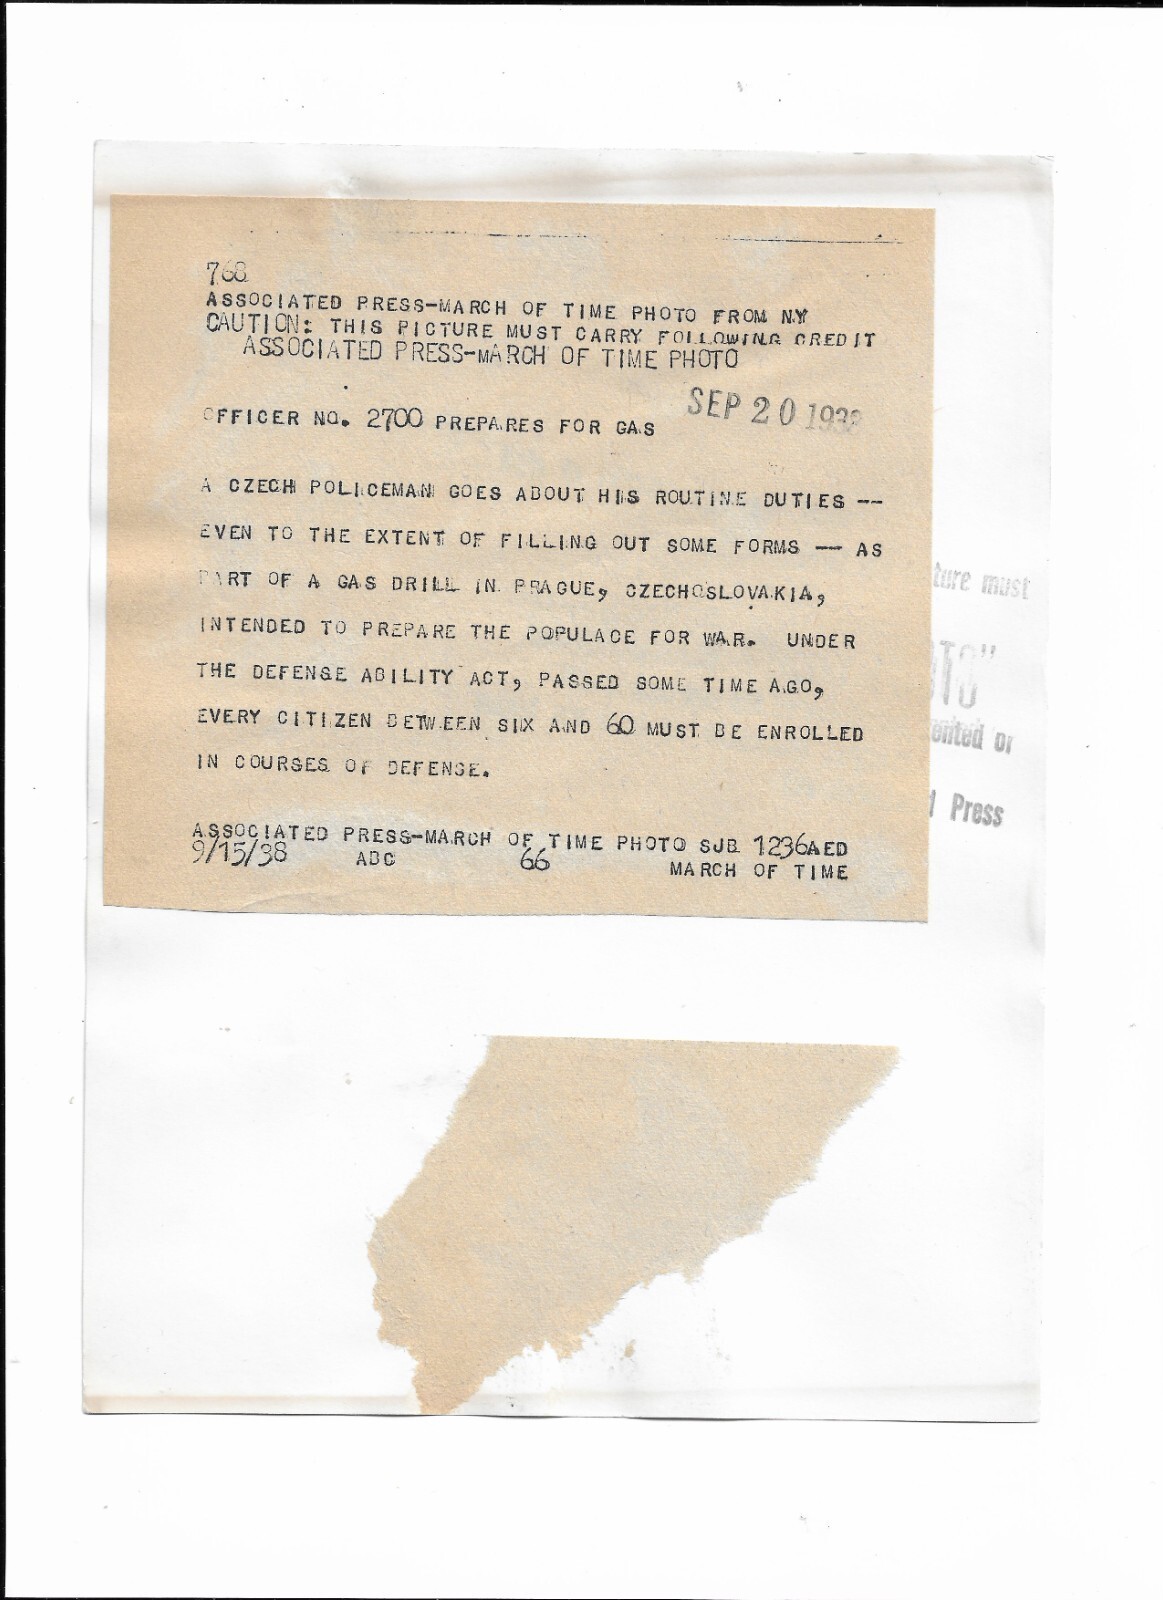 768
ASSOCIATED PRESS-MARCH OF TIME PHOTO FROM NY
CAUTION: THIS PICTURE MUST CARRY FOLLOWING CREDIT
ASSOCIATED PRESS-MARCH OF TIME PHOTO
SEP 20 1938
OFFICER NO. 2700 PREPARES FOR GAS
A CZECH POLICEMAN GOES ABOUT HIS ROUTINE DUTIES --
EVEN TO THE EXTENT OF FILLING OUT SOME FORMS -- AS
PART OF A GAS DRILL IN PRAGUE, CZECHOSLOVAKIA,
INTENDED TO PREPARE THE POPULACE FOR WAR. UNDER
THE DEFENSE ABILITY ACT, PASSED SOME TIME AGO,
EVERY CITIZEN BETWEEN SIX AND 60 MUST BE ENROLLED
IN COURSES OF DEFENSE.
ASSOCIATED PRESS-MARCH OF TIME PHOTO SUB 1236AED
9/15/38 ABC 66 MARCH OF TIME
ture must
OTO"
ented or
d Press